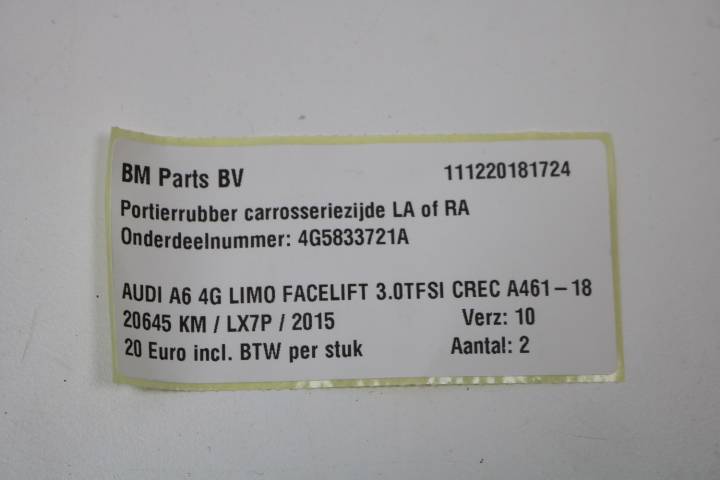 BM Parts BV 111220181724
Portierrubber carrosseriezijde LA of RA
Onderdeelnummer: 4G5833721A
AUDI A6 4G LIMO FACELIFT 3.0TFSI CREC A461-18
20645 KM / LX7P / 2015 Verz: 10
20 Euro incl. BTW per stuk Aantal: 2